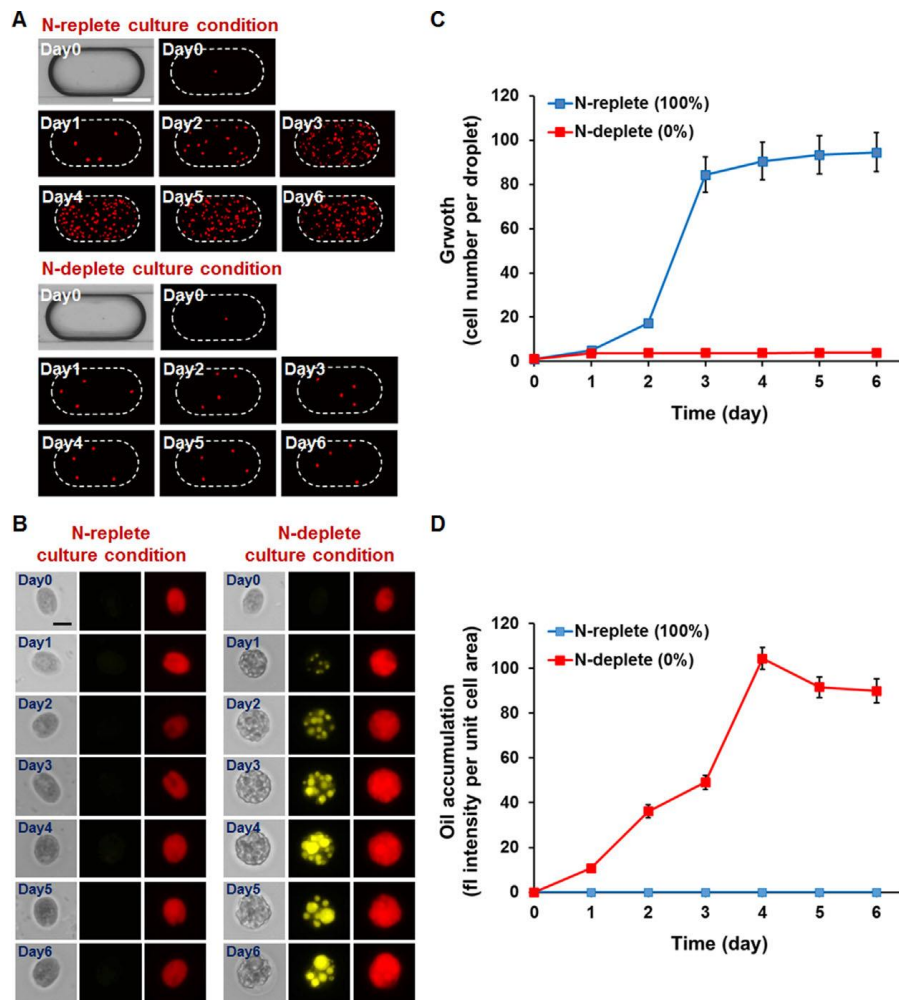 A
N-replete culture condition
Day0 Day0
Day1 Day2 Day3
Day4 Day5 Day6
N-deplete culture condition
Day0 Day0
Day1 Day2 Day3
Day4 Day5 Day6
B
N-replete
culture condition
Day0
Day1
Day2
Day3
Day4
Day5
Day6
N-deplete
culture condition
Day0
Day1
Day2
Day3
Day4
Day5
Day6
C
N-replete (100%)
N-deplete (0%)
Grwoth
(cell number per droplet)
120
100
80
60
40
20
0
0 1 2 3 4 5 6
Time (day)
D
N-replete (100%)
N-deplete (0%)
Oil accumulation
(fl intensity per unit cell area)
120
100
80
60
40
20
0
0 1 2 3 4 5 6
Time (day)